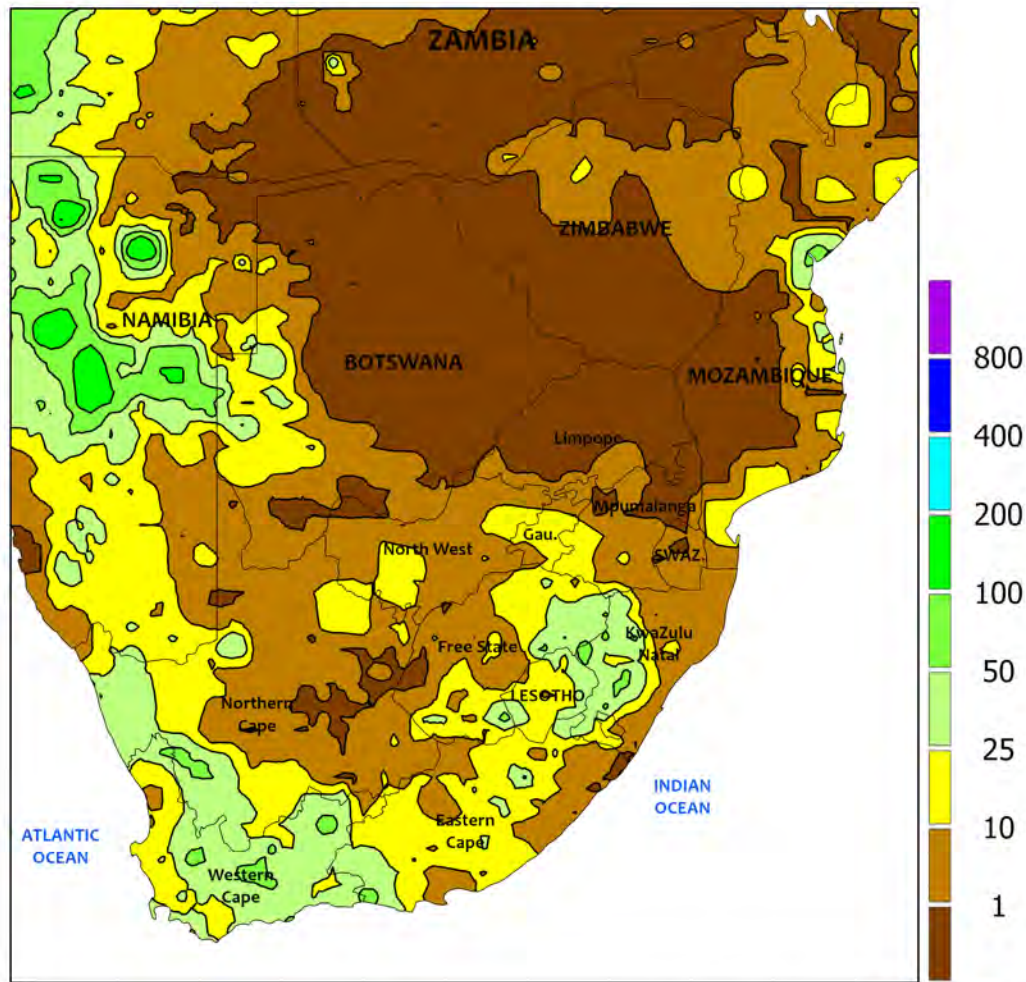 ZAMBIA
ZIMBABWE
NAMIBIA
BOTSWANA
MOZAMBIQUE
Limpopo
Mpumalanga
Gau.
North West
SWAZ.
KwaZulu
Natal
Free State
LESOTHO
Northern
Cape
INDIAN
OCEAN
Eastern
Cape
ATLANTIC
OCEAN
Western
Cape
800
400
200
100
50
25
10
1